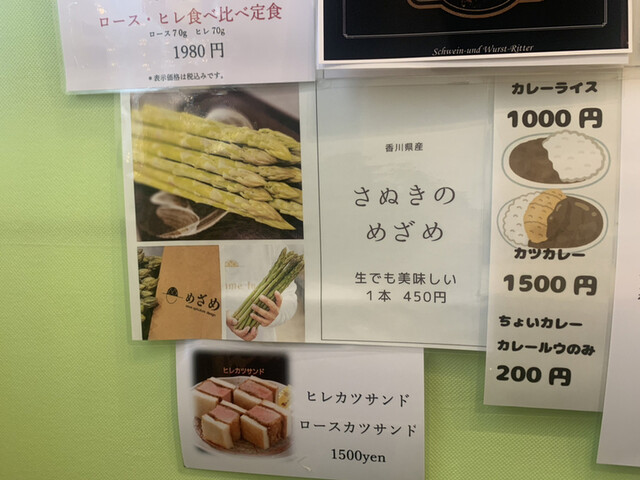 ロース・ヒレ食べ比べ定食
ロース70g ヒレ70g
1980円
*表示価格は税込みです。
Schwein-und Wurst-Ritter
香川県産
さぬきの
めざめ
生でも美味しい
1本 450円
めざめ
カレーライス
1000円
カツカレー
1500円
ちょいカレー
カレールウのみ
200円
ヒレカツサンド
ヒレカツサンド
ロースカツサンド
1500yen